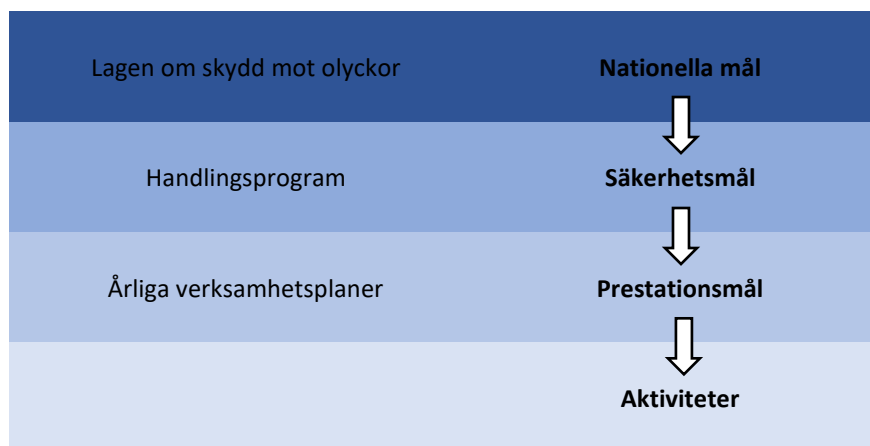 Lagen om skydd mot olyckor Nationella mål
Handlingsprogram Säkerhetsmål
Årliga verksamhetsplaner Prestationsmål
Aktiviteter